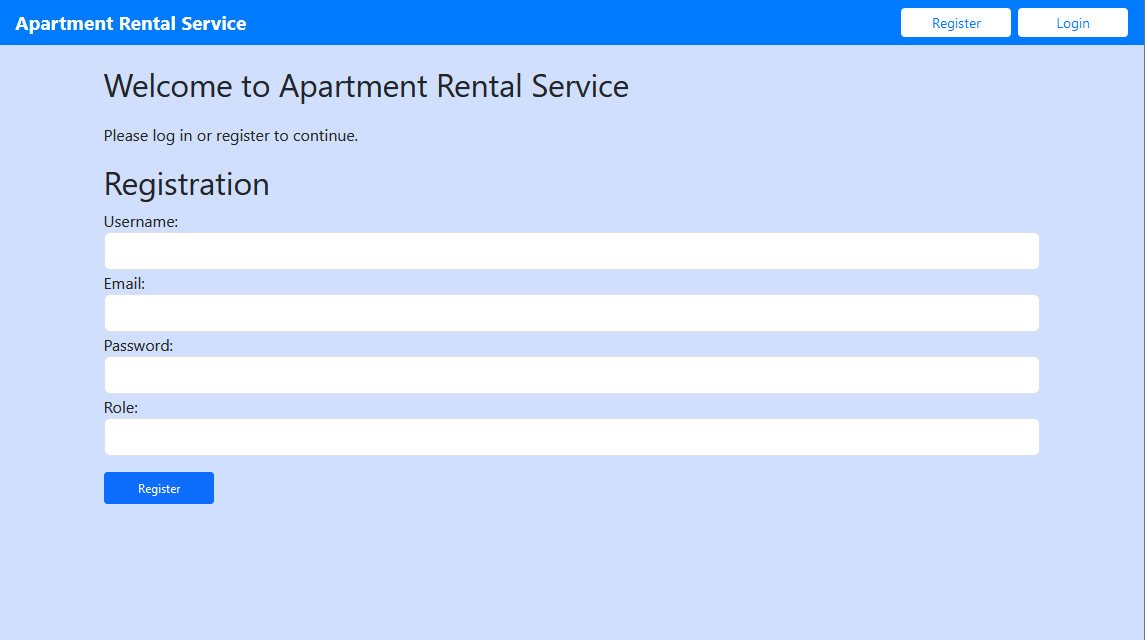 Apartment Rental Service
Register
Login
Welcome to Apartment Rental Service
Please log in or register to continue.
Registration
Username:
Email:
Password:
Role:
Register